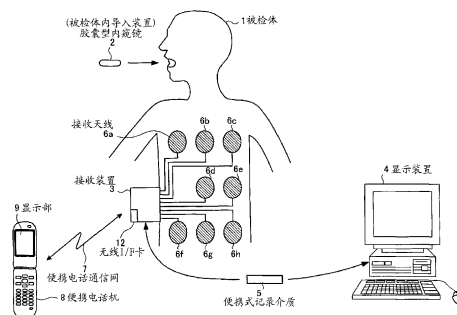 (被检体内导入装置)
胶囊型内窥镜
2
1被检体
接收天线
6a
6b
6c
接收装置
3
6d
6e
4 显示装置
9 显示部
12
无线I/F卡
6f
6g
6h
7
便携电话通信网
8 便携电话机
5
便携式记录介质